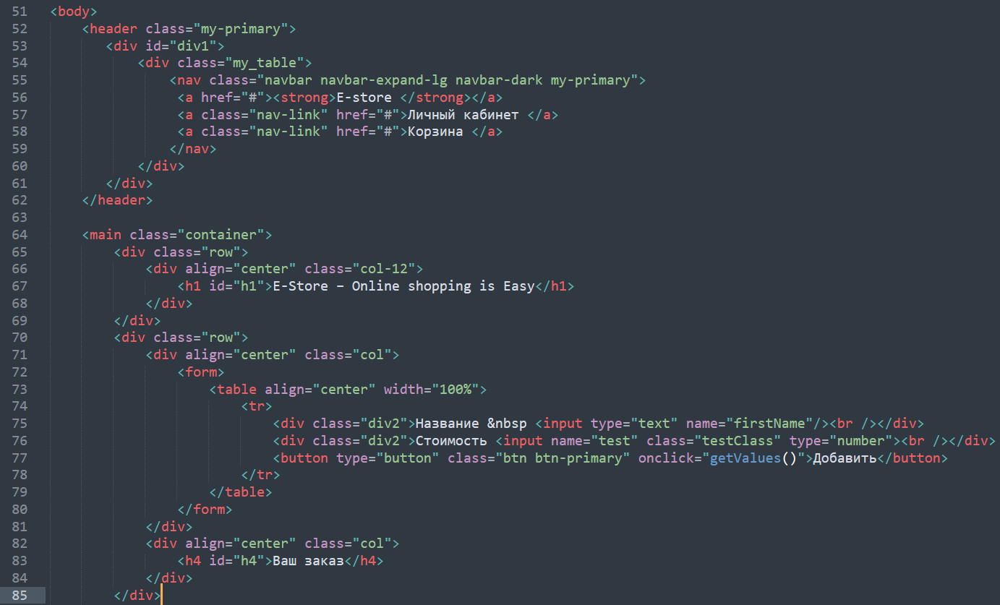 51 <body>
52 <header class="my-primary">
53 <div id="div1">
54 <div class="my_table">
55 <nav class="navbar navbar-expand-lg navbar-dark my-primary">
56 <a href="#"><strong>E-store </strong></a>
57 <a class="nav-link" href="#">Личный кабинет </a>
58 <a class="nav-link" href="#">Корзина </a>
59 </nav>
60 </div>
61 </div>
62 </header>
63
64 <main class="container">
65 <div class="row">
66 <div align="center" class="col-12">
67 <h1 id="h1">E-Store – Online shopping is Easy</h1>
68 </div>
69 </div>
70 <div class="row">
71 <div align="center" class="col">
72 <form>
73 <table align="center" width="100%">
74 <tr>
75 <div class="div2">Название &nbsp <input type="text" name="firstName"/><br /></div>
76 <div class="div2">Стоимость <input name="test" class="testClass" type="number"><br /></div>
77 <button type="button" class="btn btn-primary" onclick="getValues()">Добавить</button>
78 </tr>
79 </table>
80 </form>
81 </div>
82 <div align="center" class="col">
83 <h4 id="h4">Ваш заказ</h4>
84 </div>
85 </div>